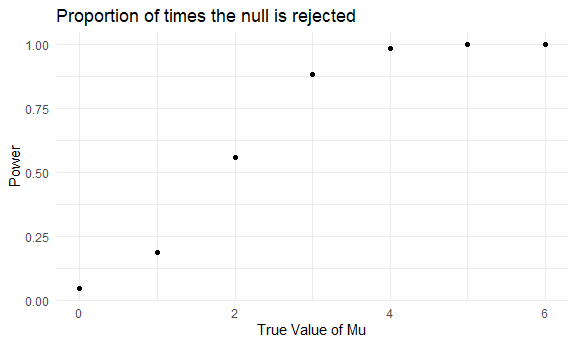 Proportion of times the null is rejected
1.00
0.75
0.50
0.25
0.00
Power
0 2 4 6
True Value of Mu